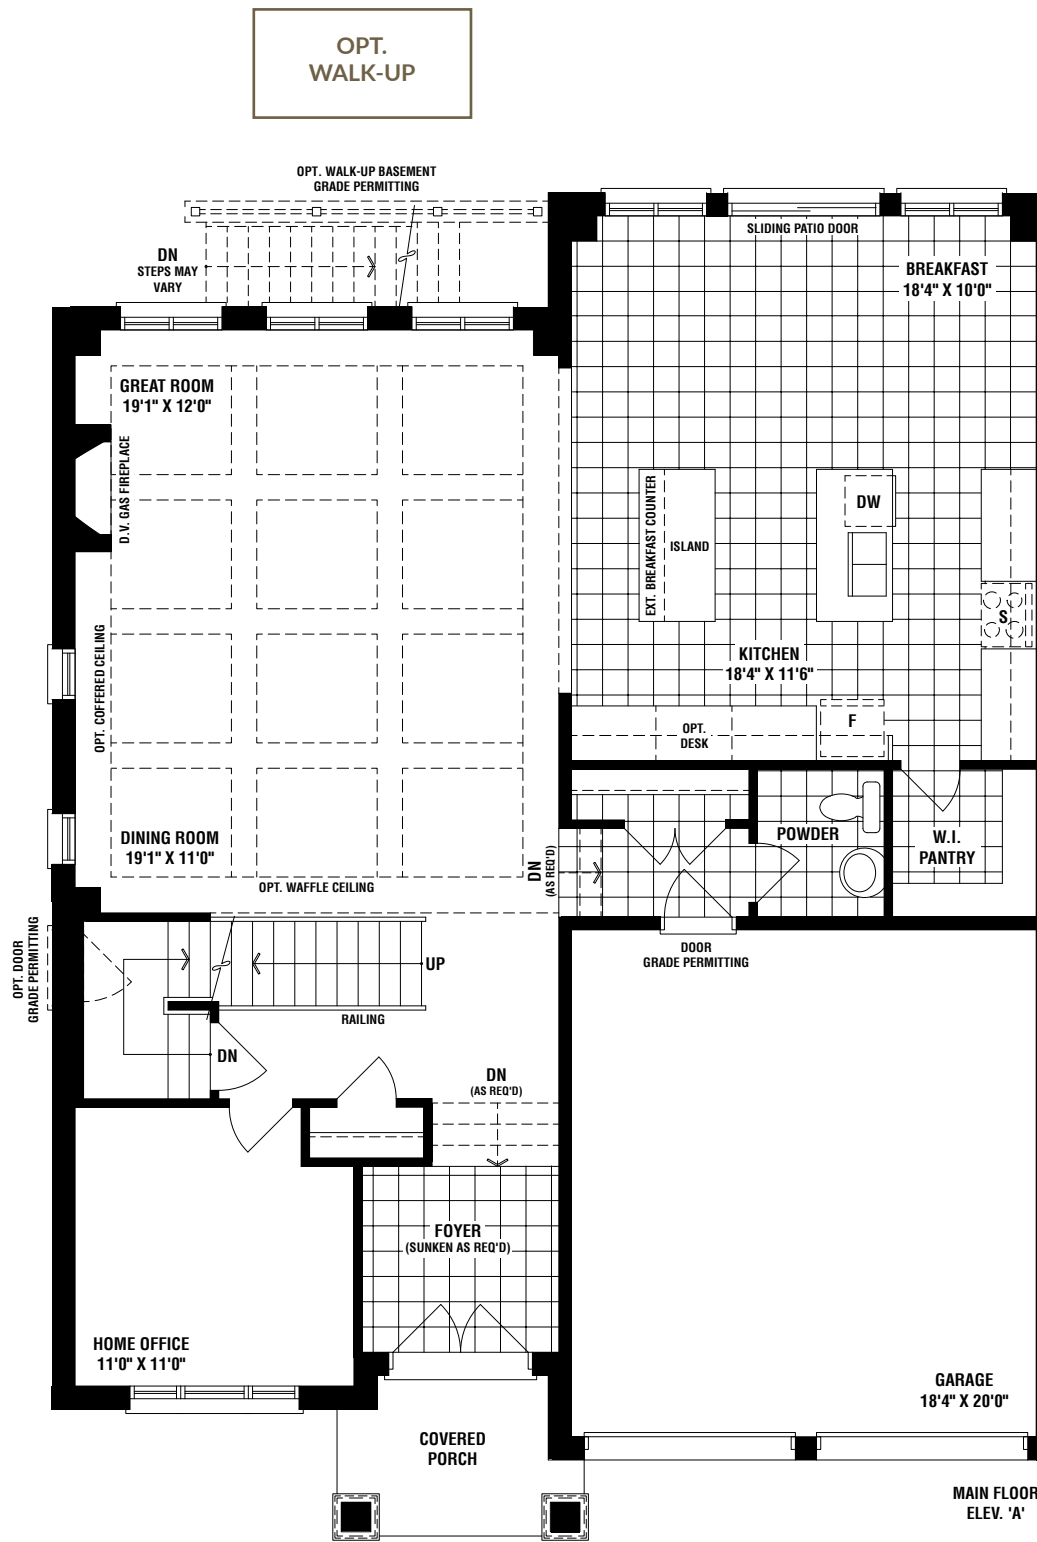 OPT.
WALK-UP
OPT. WALK-UP BASEMENT
GRADE PERMITTING
DN
STEPS MAY
VARY
SLIDING PATIO DOOR
BREAKFAST
18'4" X 10'0"
GREAT ROOM
19'1" X 12'0"
D.V. GAS FIREPLACE
EXT. BREAKFAST COUNTER
ISLAND
DW
S
KITCHEN
18'4" X 11'6"
OPT. COFFERED CEILING
OPT.
DESK
F
DINING ROOM
19'1" X 11'0"
OPT. WAFFLE CEILING
DN
(AS REQ'D)
POWDER
W.I.
PANTRY
OPT. DOOR
GRADE PERMITTING
UP
RAILING
DN
DOOR
GRADE PERMITTING
DN
(AS REQ'D)
FOYER
(SUNKEN AS REQ'D)
HOME OFFICE
11'0" X 11'0"
GARAGE
18'4" X 20'0"
COVERED
PORCH
MAIN FLOOR
ELEV. 'A'